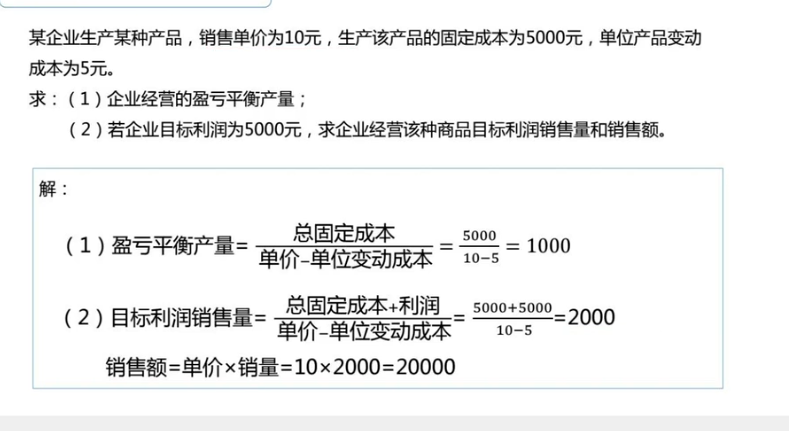 某企业生产某种产品，销售单价为10元，生产该产品的固定成本为5000元，单位产品变动
成本为5元。
求：（1）企业经营的盈亏平衡产量；
（2）若企业目标利润为5000元，求企业经营该种商品目标利润销售量和销售额。
解：
（1）盈亏平衡产量= 总固定成本/单价–单位变动成本 = 5000/10−5 = 1000
（2）目标利润销售量= 总固定成本+利润/单价–单位变动成本 = 5000+5000/10−5 =2000
销售额=单价×销量=10×2000=20000